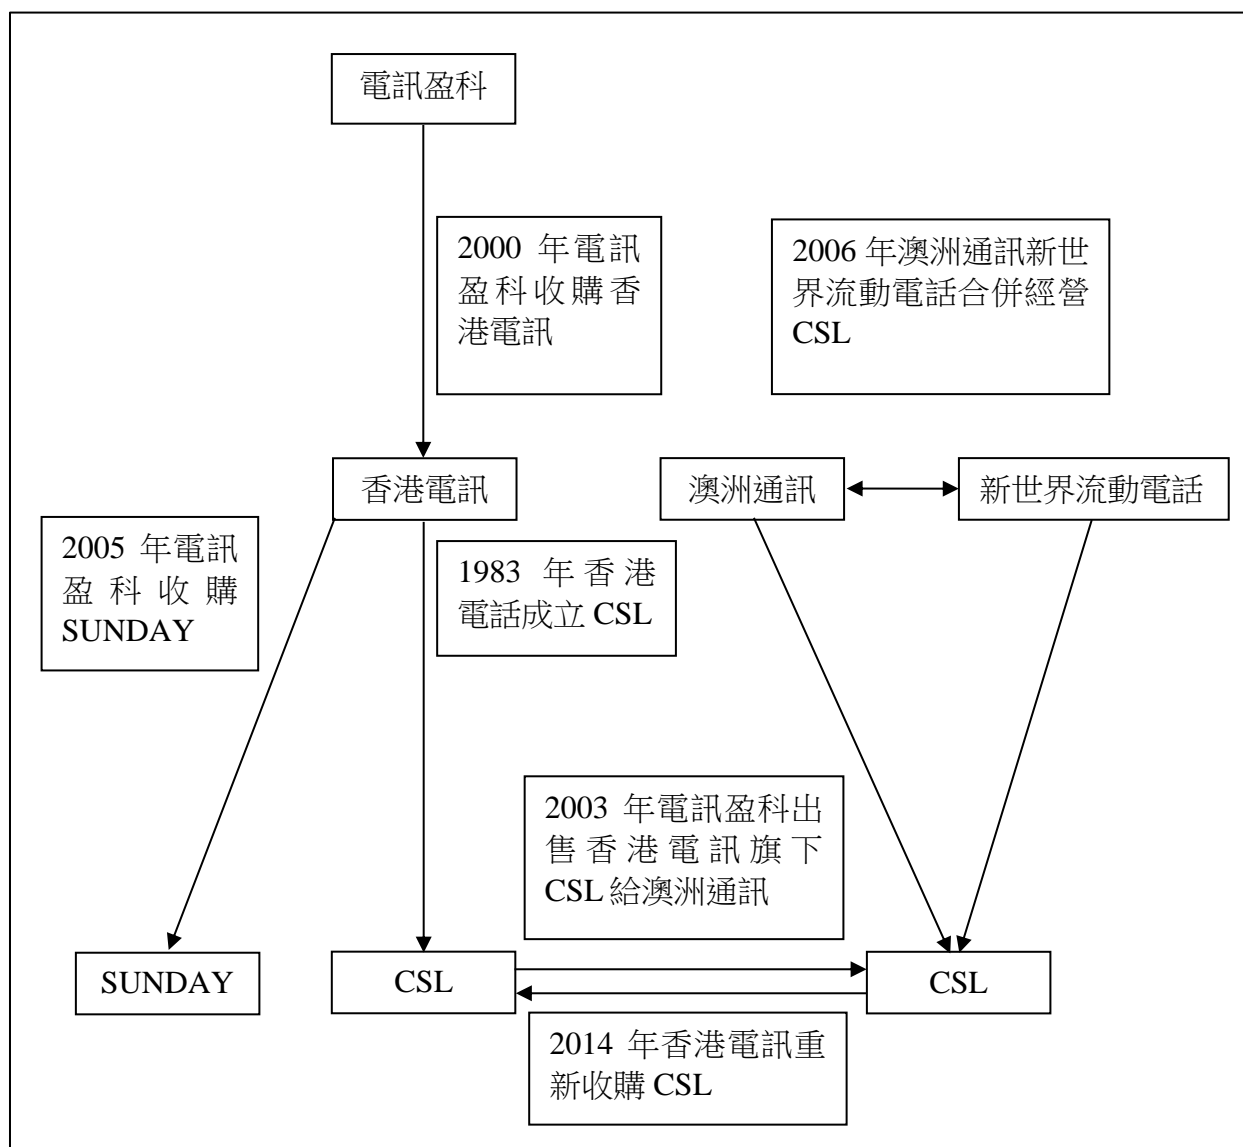 電訊盈科
2000 年電訊
盈科收購香
港電訊
2006 年澳洲通訊新世
界流動電話合併經營
CSL
香港電訊
澳洲通訊
新世界流動電話
2005 年電訊
盈科收購
SUNDAY
1983 年香港
電話成立 CSL
2003 年電訊盈科出
售香港電訊旗下
CSL 給澳洲通訊
SUNDAY
CSL
CSL
2014 年香港電訊重
新收購 CSL